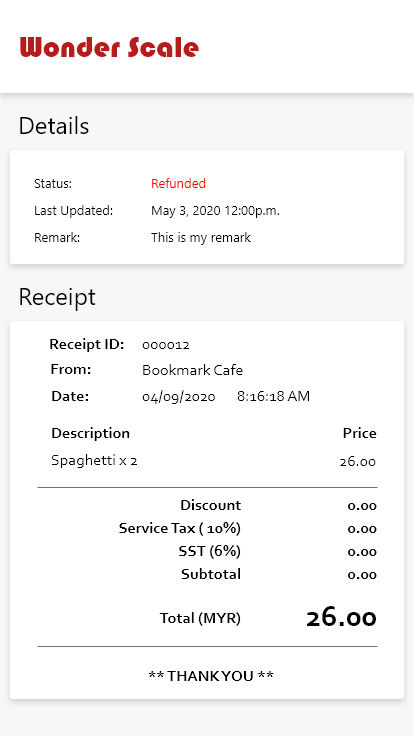 Wonder Scale
Details
Status: Refunded
Last Updated: May 3, 2020 12:00p.m.
Remark: This is my remark
Receipt
Receipt ID: 000012
From: Bookmark Cafe
Date: 04/09/2020 8:16:18 AM
Description Price
Spaghetti x 2 26.00
Discount 0.00
Service Tax ( 10%) 0.00
SST (6%) 0.00
Subtotal 0.00
Total (MYR) 26.00
** THANKYOU **